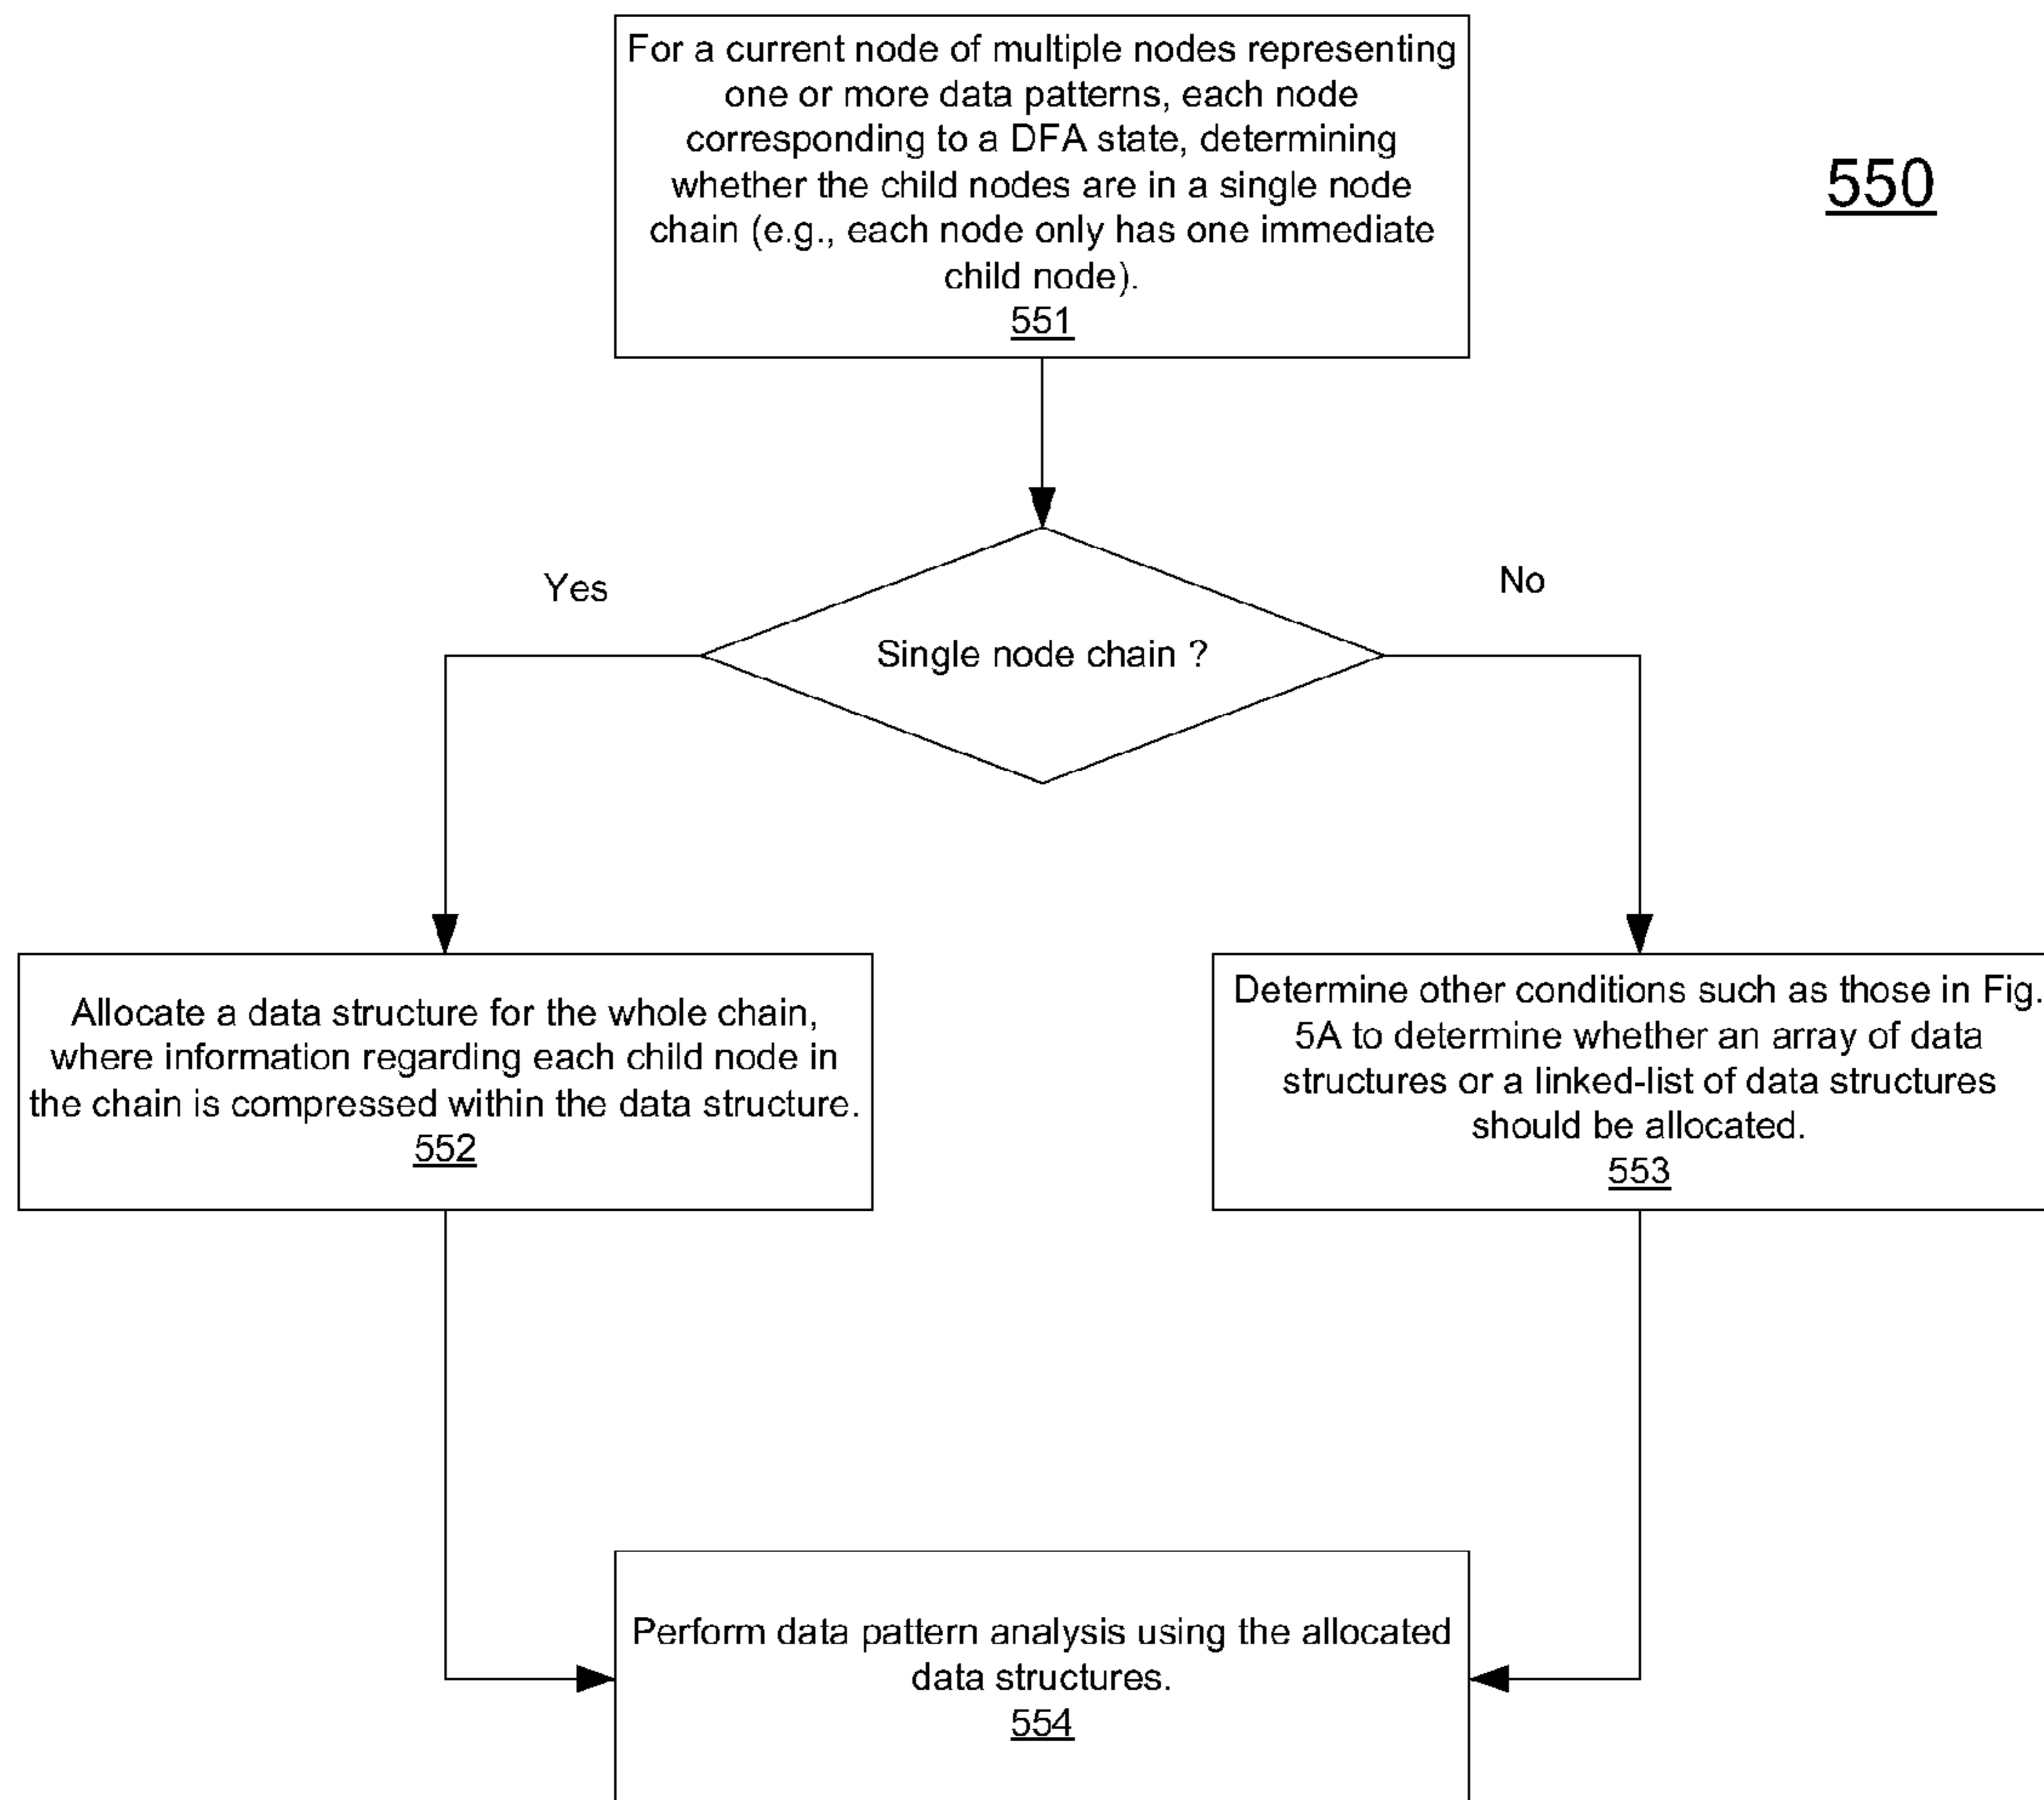 For a current node of multiple nodes representing
one or more data patterns, each node
corresponding to a DFA state, determining
whether the child nodes are in a single node
chain (e.g., each node only has one immediate
child node).
551
550
Yes
No
Single node chain ?
Allocate a data structure for the whole chain,
where information regarding each child node in
the chain is compressed within the data structure.
552
Determine other conditions such as those in Fig.
5A to determine whether an array of data
structures or a linked-list of data structures
should be allocated.
553
Perform data pattern analysis using the allocated
data structures.
554